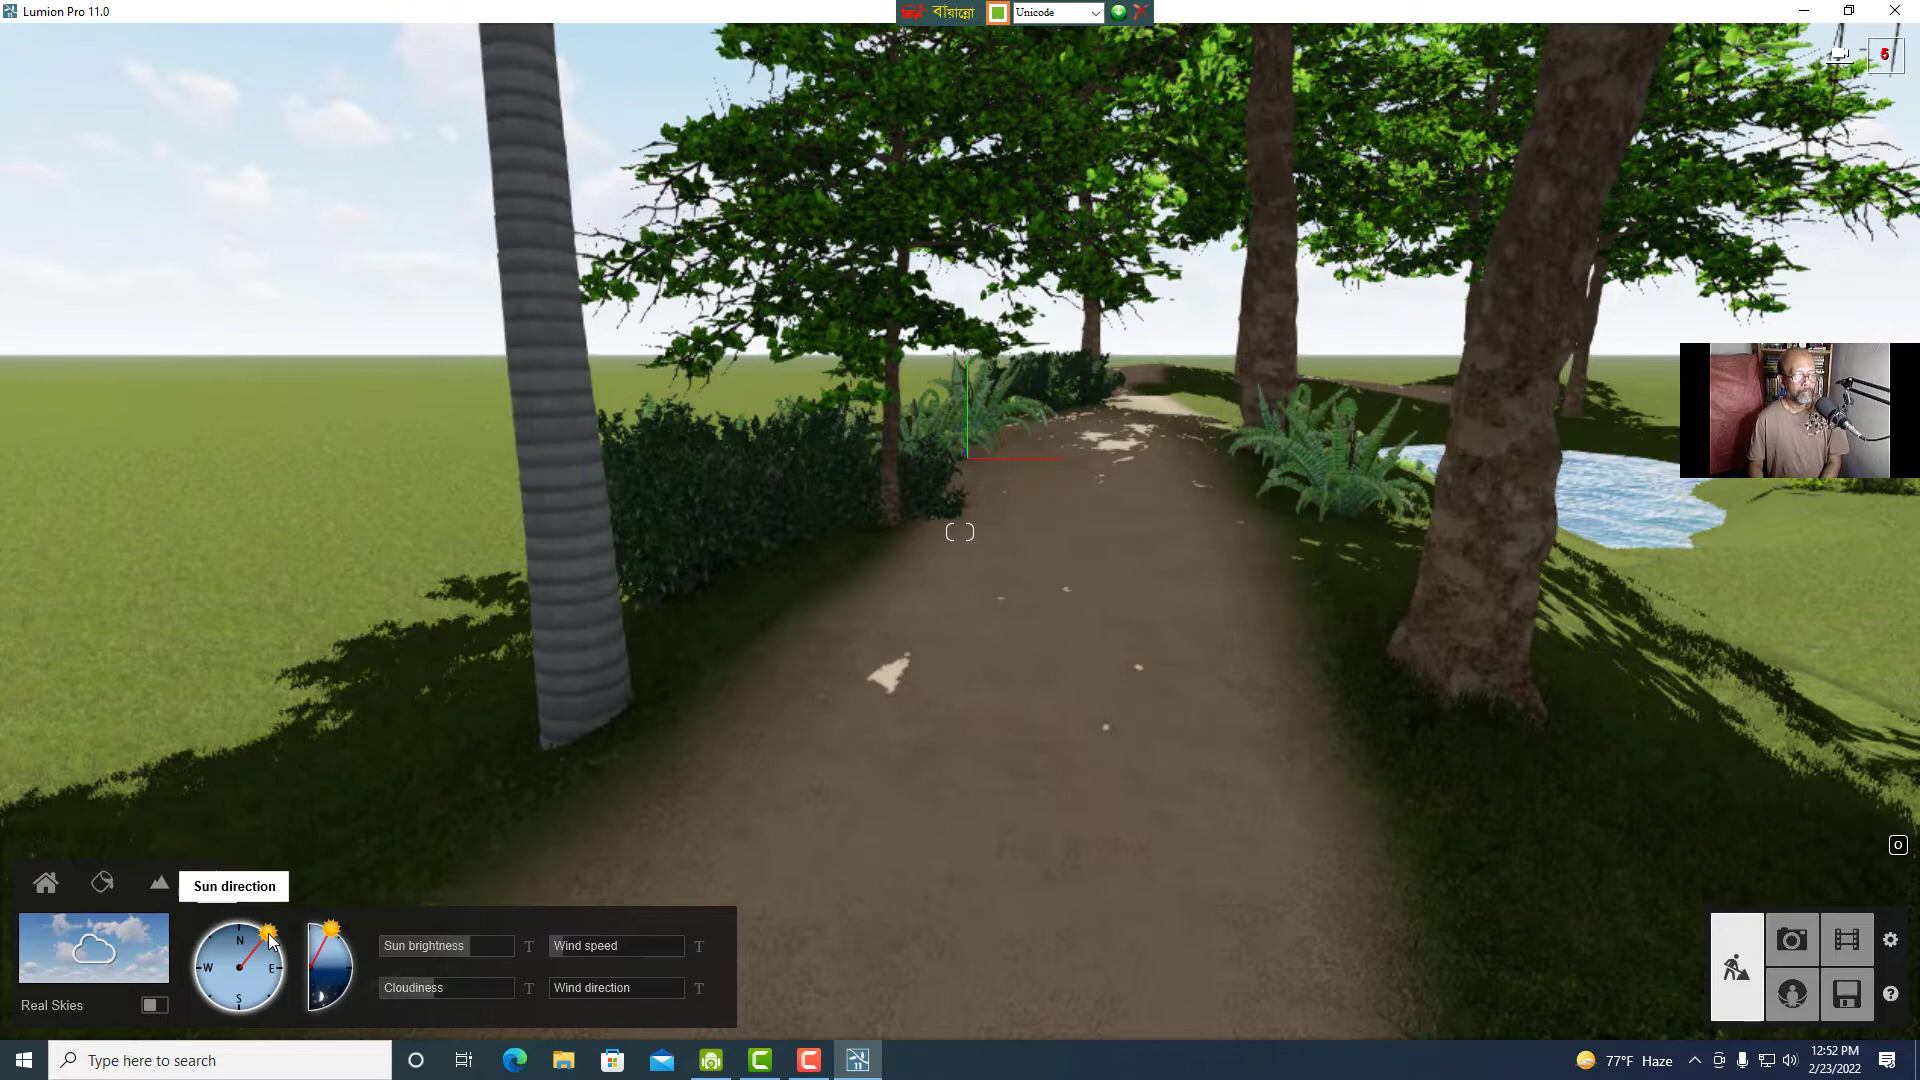 Lumion Pro 11.0
বায়ান্নো
Unicode
5
O
Sun direction
N
W
E
S
Sun brightness
T
Wind speed
T
Cloudiness
T
Wind direction
T
Real Skies
Type here to search
77°F Haze
12:52 PM
2/23/2022